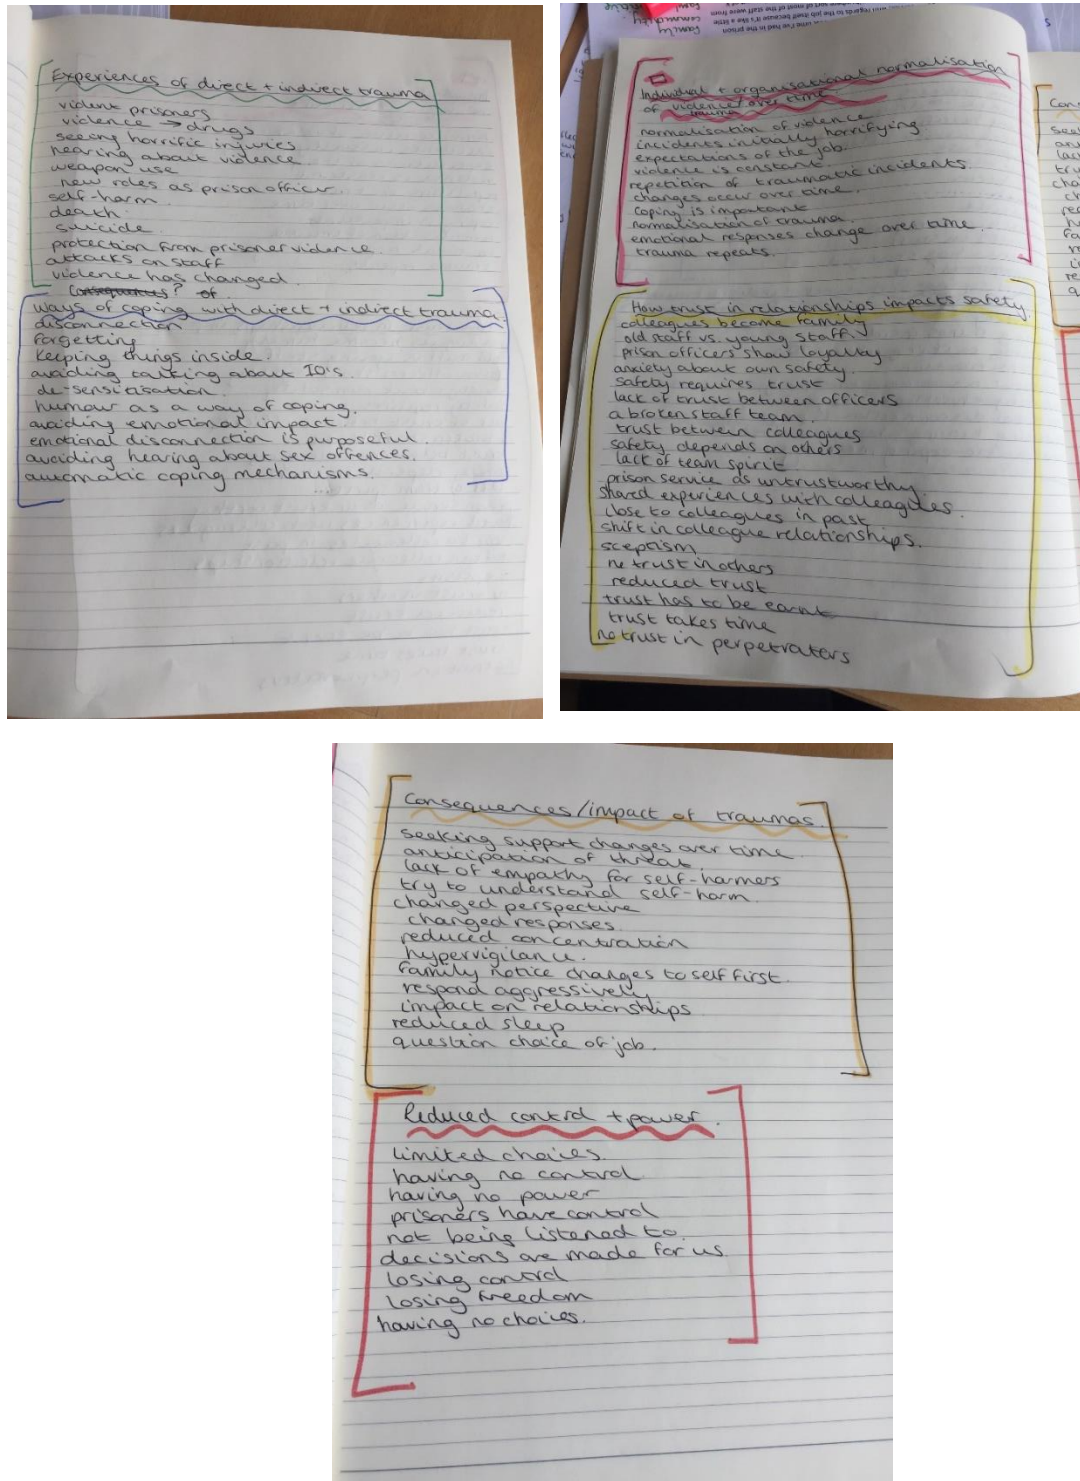 Experiences of direct + indirect trauma
violent prisoners
violence → drugs
seeing horrific injuries
hearing about violence
weapon use
new roles as prison officer.
self-harm.
death.
suicide.
protection from prisoner violence
attacks on staff
violence has changed.
Consequences? of
Ways of coping with direct + indirect trauma.
disconnection
forgetting
keeping things inside.
avoiding talking about IO's.
de-sensitisation.
humour as a way of coping.
avoiding emotional impact.
emotional disconnection is purposeful.
avoiding hearing about sex offences.
automatic coping mechanisms.
Individual + organisational normalisation
of violence/ over time.
trauma
normalisation of violence
incidents initially horrifying.
expectations of the job.
violence is constant.
repetition of traumatic incidents.
changes occur over time.
coping is important
normalisation of trauma.
emotional responses change over time.
trauma repeats.
How trust in relationships impacts safety.
colleagues become family
old staff vs. young staff.
prison officers show loyalty
anxiety about own safety.
safety requires trust
lack of trust between officers
a broken staff team.
trust between colleagues
safety depends on others
lack of team spirit
prison service as untrustworthy.
shared experiences with colleagues.
close to colleagues in past
shift in colleague relationships.
sceptism
no trust in others
reduced trust
trust has to be earnt
trust takes time
no trust in perpetraters
family
community
Consequences/impact of traumas.
seeking support changes over time.
anticipation of threat.
lack of empathy for self-harmers
try to understand self-harm.
changed perspective
changed responses.
reduced concentration
hypervigilance.
family notice changes to self first.
respond aggressively
impact on relationships
reduced sleep
question choice of job.
Reduced control + power.
limited choices.
having no control
having no power
prisoners have control
not being listened to.
decisions are made for us
losing control
losing freedom
having no choices.